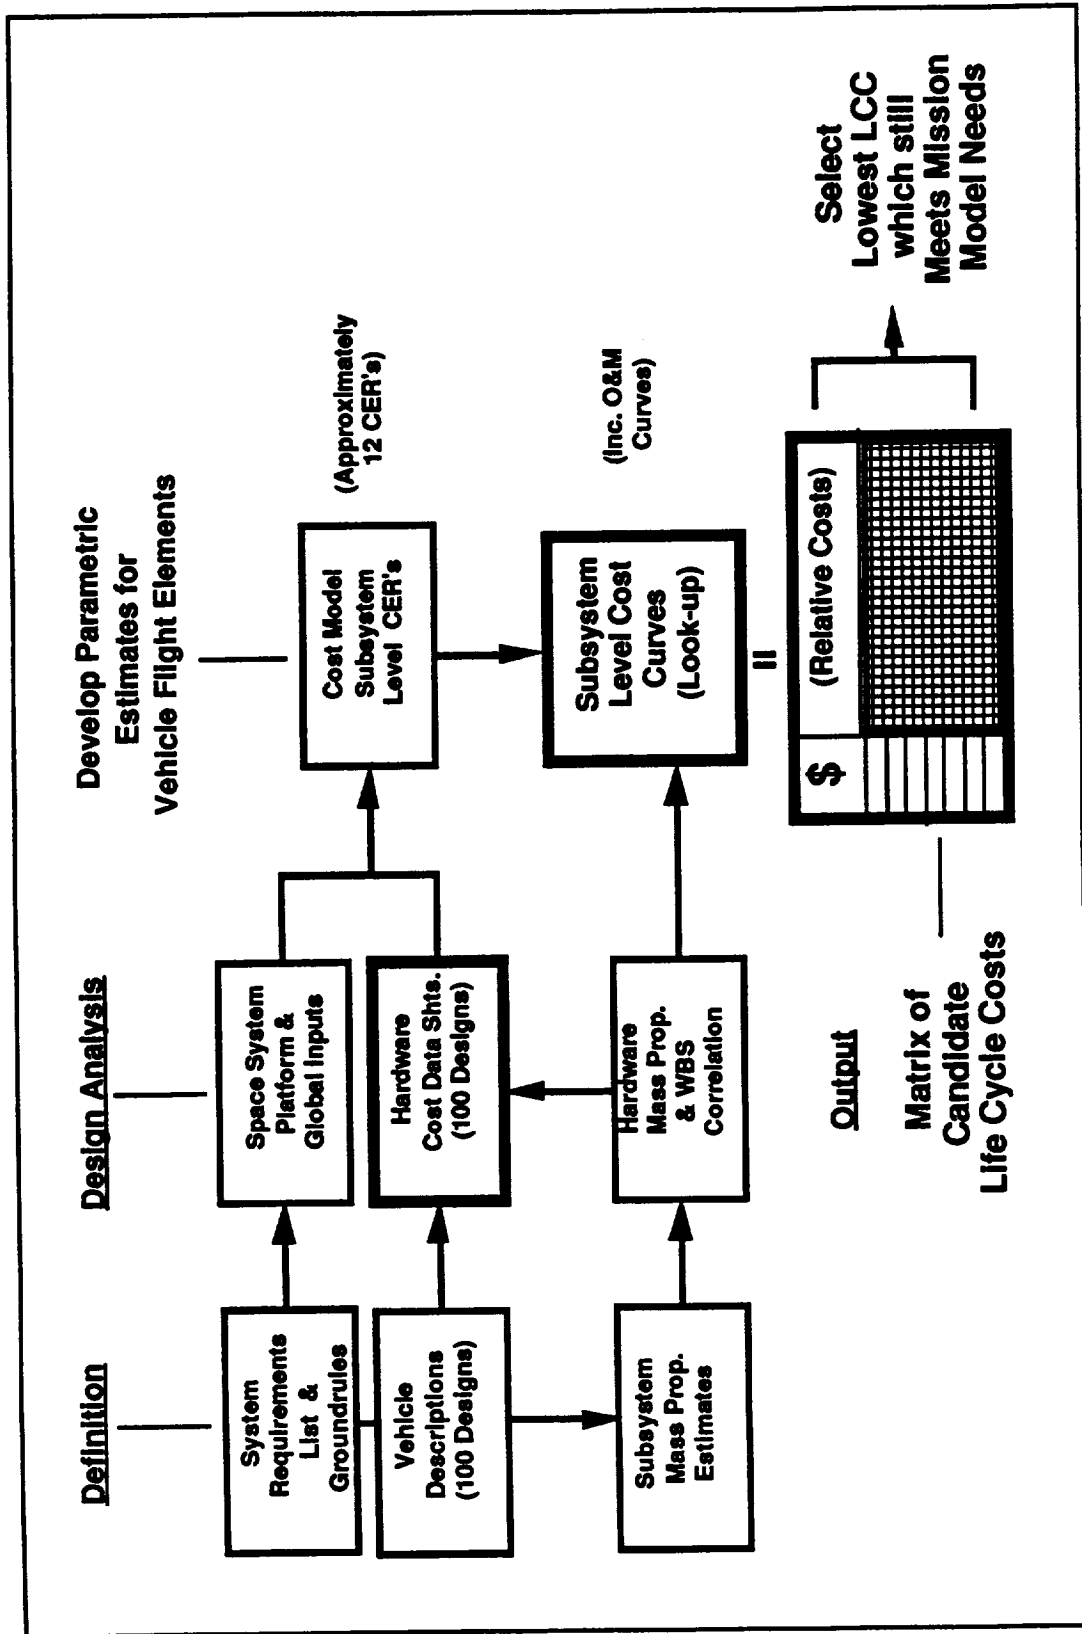 Definition
Design Analysis
Develop Parametric
Estimates for
Vehicle Flight Elements
System
Requirements
List &
Groundrules
Space System
Platform &
Global Inputs
Cost Model
Subsystem
Level CER's
(Approximately
12 CER's)
Vehicle
Descriptions
(100 Designs)
Hardware
Cost Data Shts.
(100 Designs)
Subsystem
Mass Prop.
Estimates
Hardware
Mass Prop.
& WBS
Correlation
Subsystem
Level Cost
Curves
(Look-up)
(Inc. O&M
Curves)
=
Output
Matrix of
Candidate
Life Cycle Costs
$
(Relative Costs)
Select
Lowest LCC
which still
Meets Mission
Model Needs